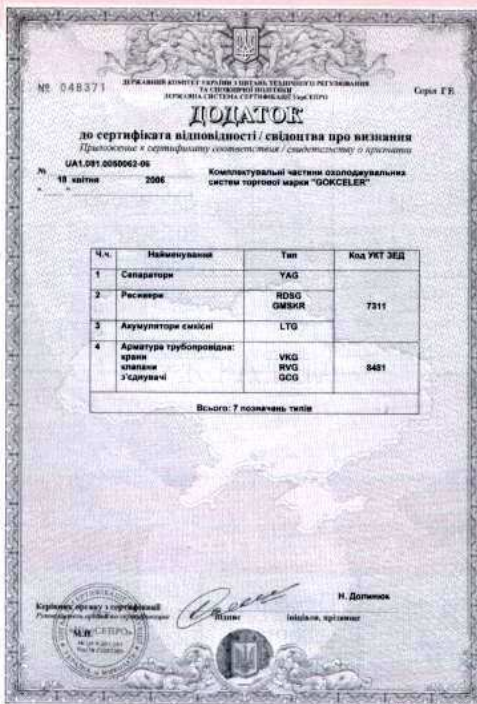 № 048371
Серія ГЕ
ДЕРЖАВНИЙ КОМІТЕТ УКРАЇНИ З ПИТАНЬ ТЕХНІЧНОГО РЕГУЛЮВАННЯ
ТА СПОЖИВЧОЇ ПОЛІТИКИ
ДЕРЖАВНА СИСТЕМА СЕРТИФІКАЦІЇ УкрСЕПРО
ДОДАТОК
до сертифіката відповідності / свідоцтва про визнання
Приложение к сертификату соответствия / свидетельству о признании
№ UA1.081.0050062-06
18 квітня 2006
Комплектувальні частини охолоджувальних
систем торгової марки "GOKCELER"
Ч.ч. Найменування Тип Код УКТ ЗЕД
1 Сепаратори YAG
2 Ресивери RDSG
GMSKR
7311
3 Акумулятори ємкісні LTG
4 Арматура трубопровідна:
крани VKG
клапани RVG 8481
з'єднувачі GCG
Всього: 7 позначень типів
Н. Долинюк
Керівник органу з сертифікації
підпис
ініціали, прізвище
М.П.